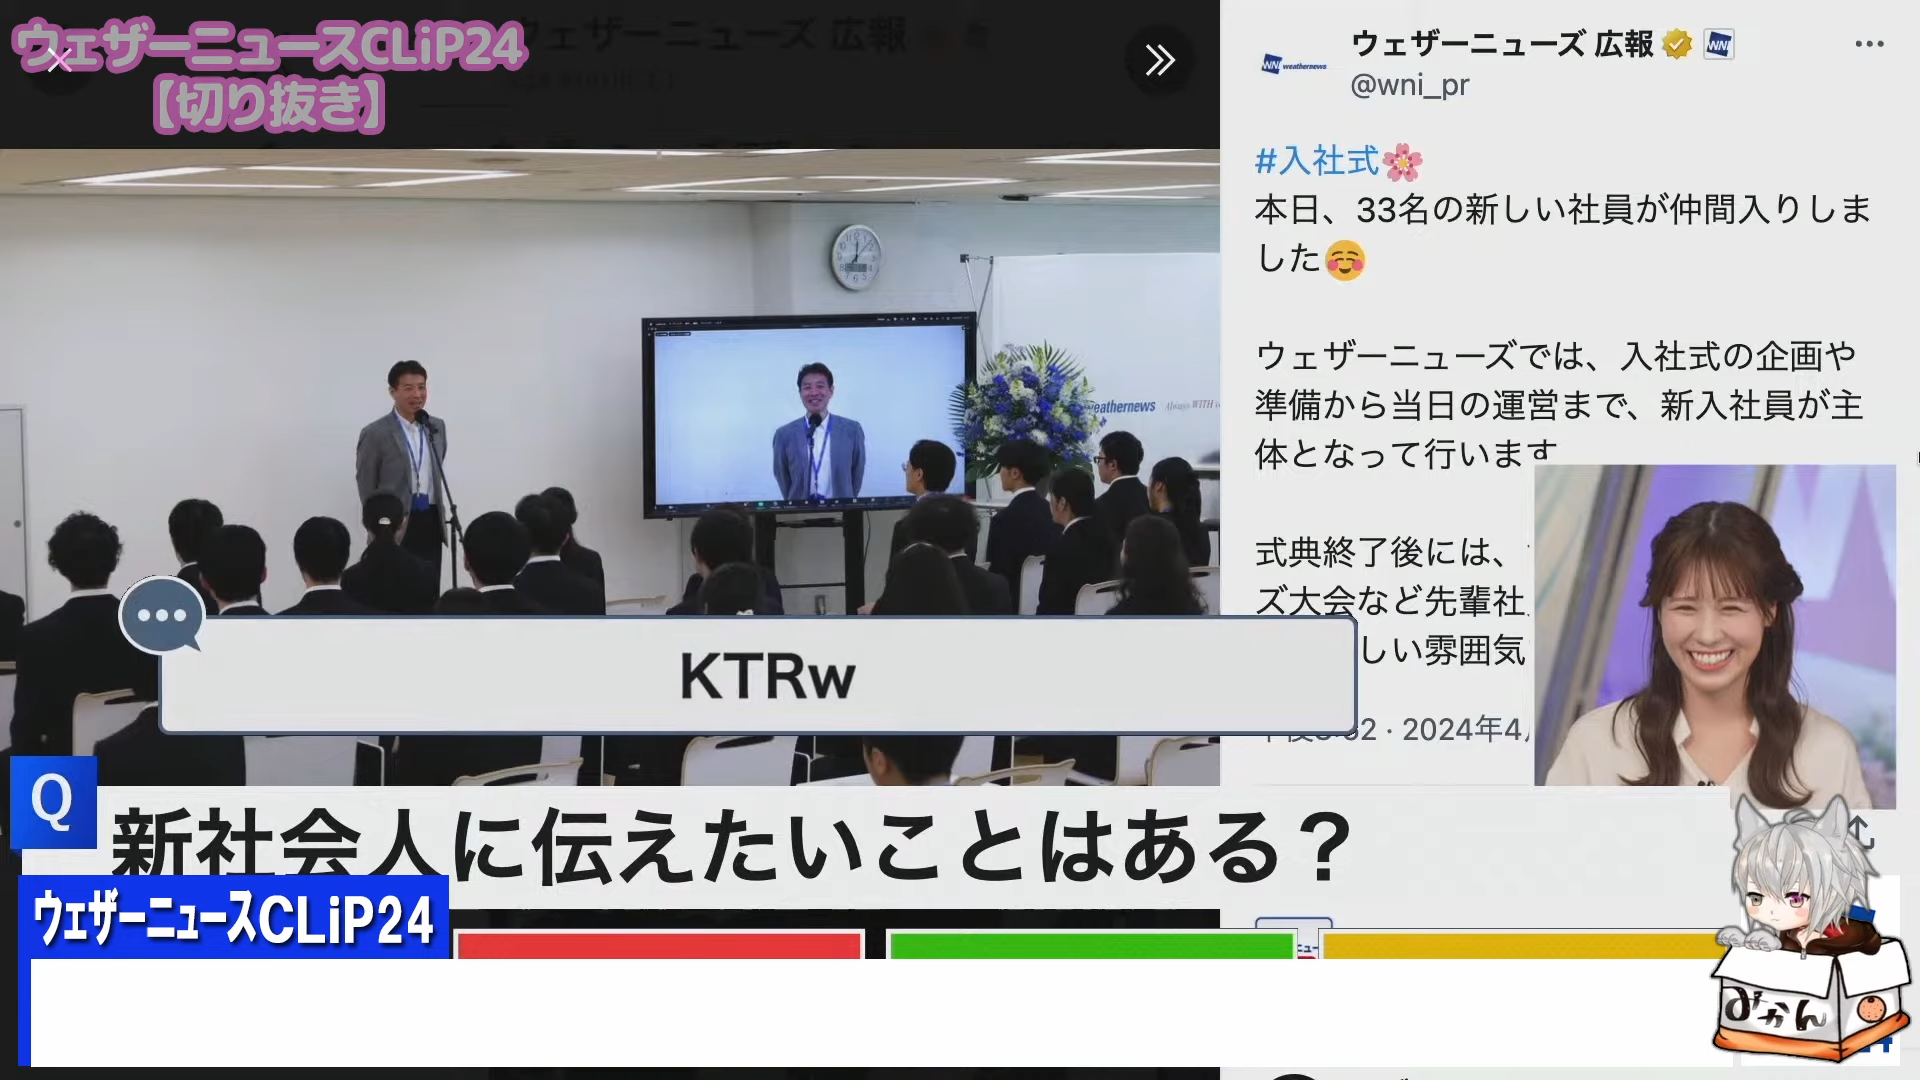 ウェザーニュースCLiP24
【切り抜き】
ウェザーニューズ 広報
@wni_pr
#入社式
本日、33名の新しい社員が仲間入りしま
した
ウェザーニューズでは、入社式の企画や
準備から当日の運営まで、新入社員が主
体となって行います
式典終了後には、
ズ大会など先輩社
しい雰囲気
2 · 2024年4
weathernews
Always WITH
KTRw
Q
新社会人に伝えたいことはある？
ウェザーニュースCLiP24
みかん